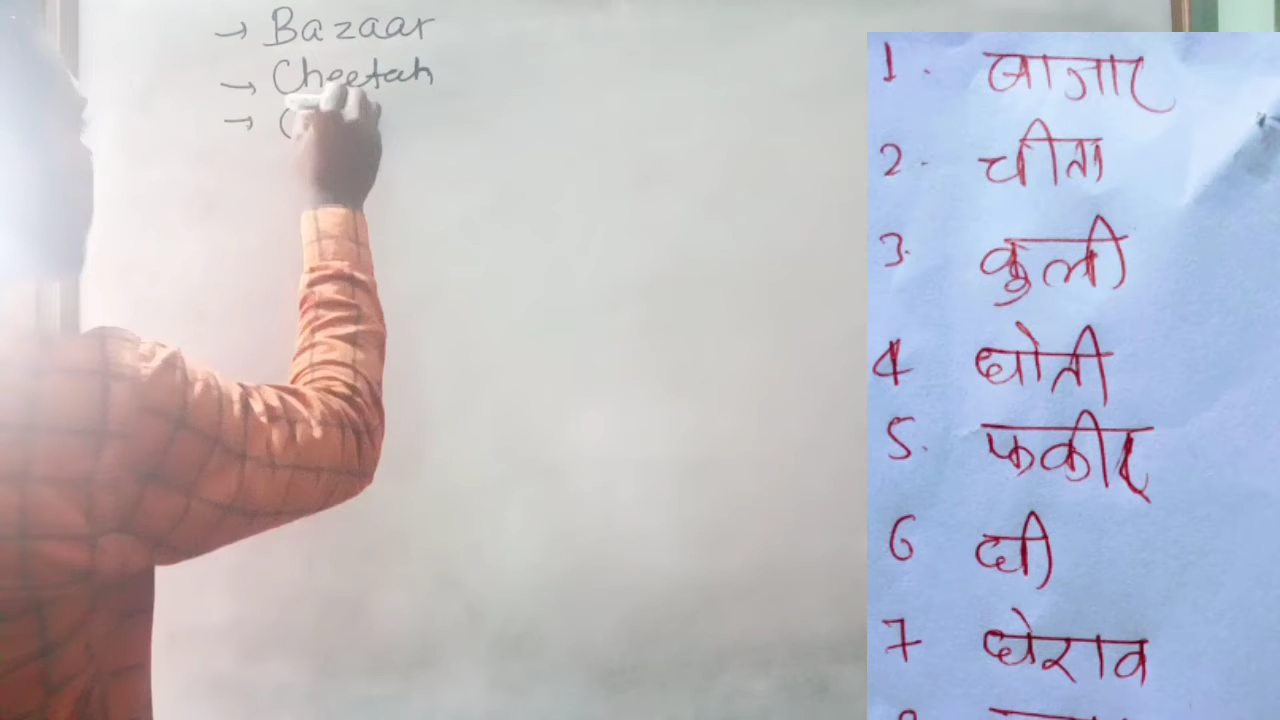 → Bazaar
→ Cheetah
→ C
1. बाजार
2. चीता
3. कुली
4 धोती
5. फकीर
6 घी
7 घेराव